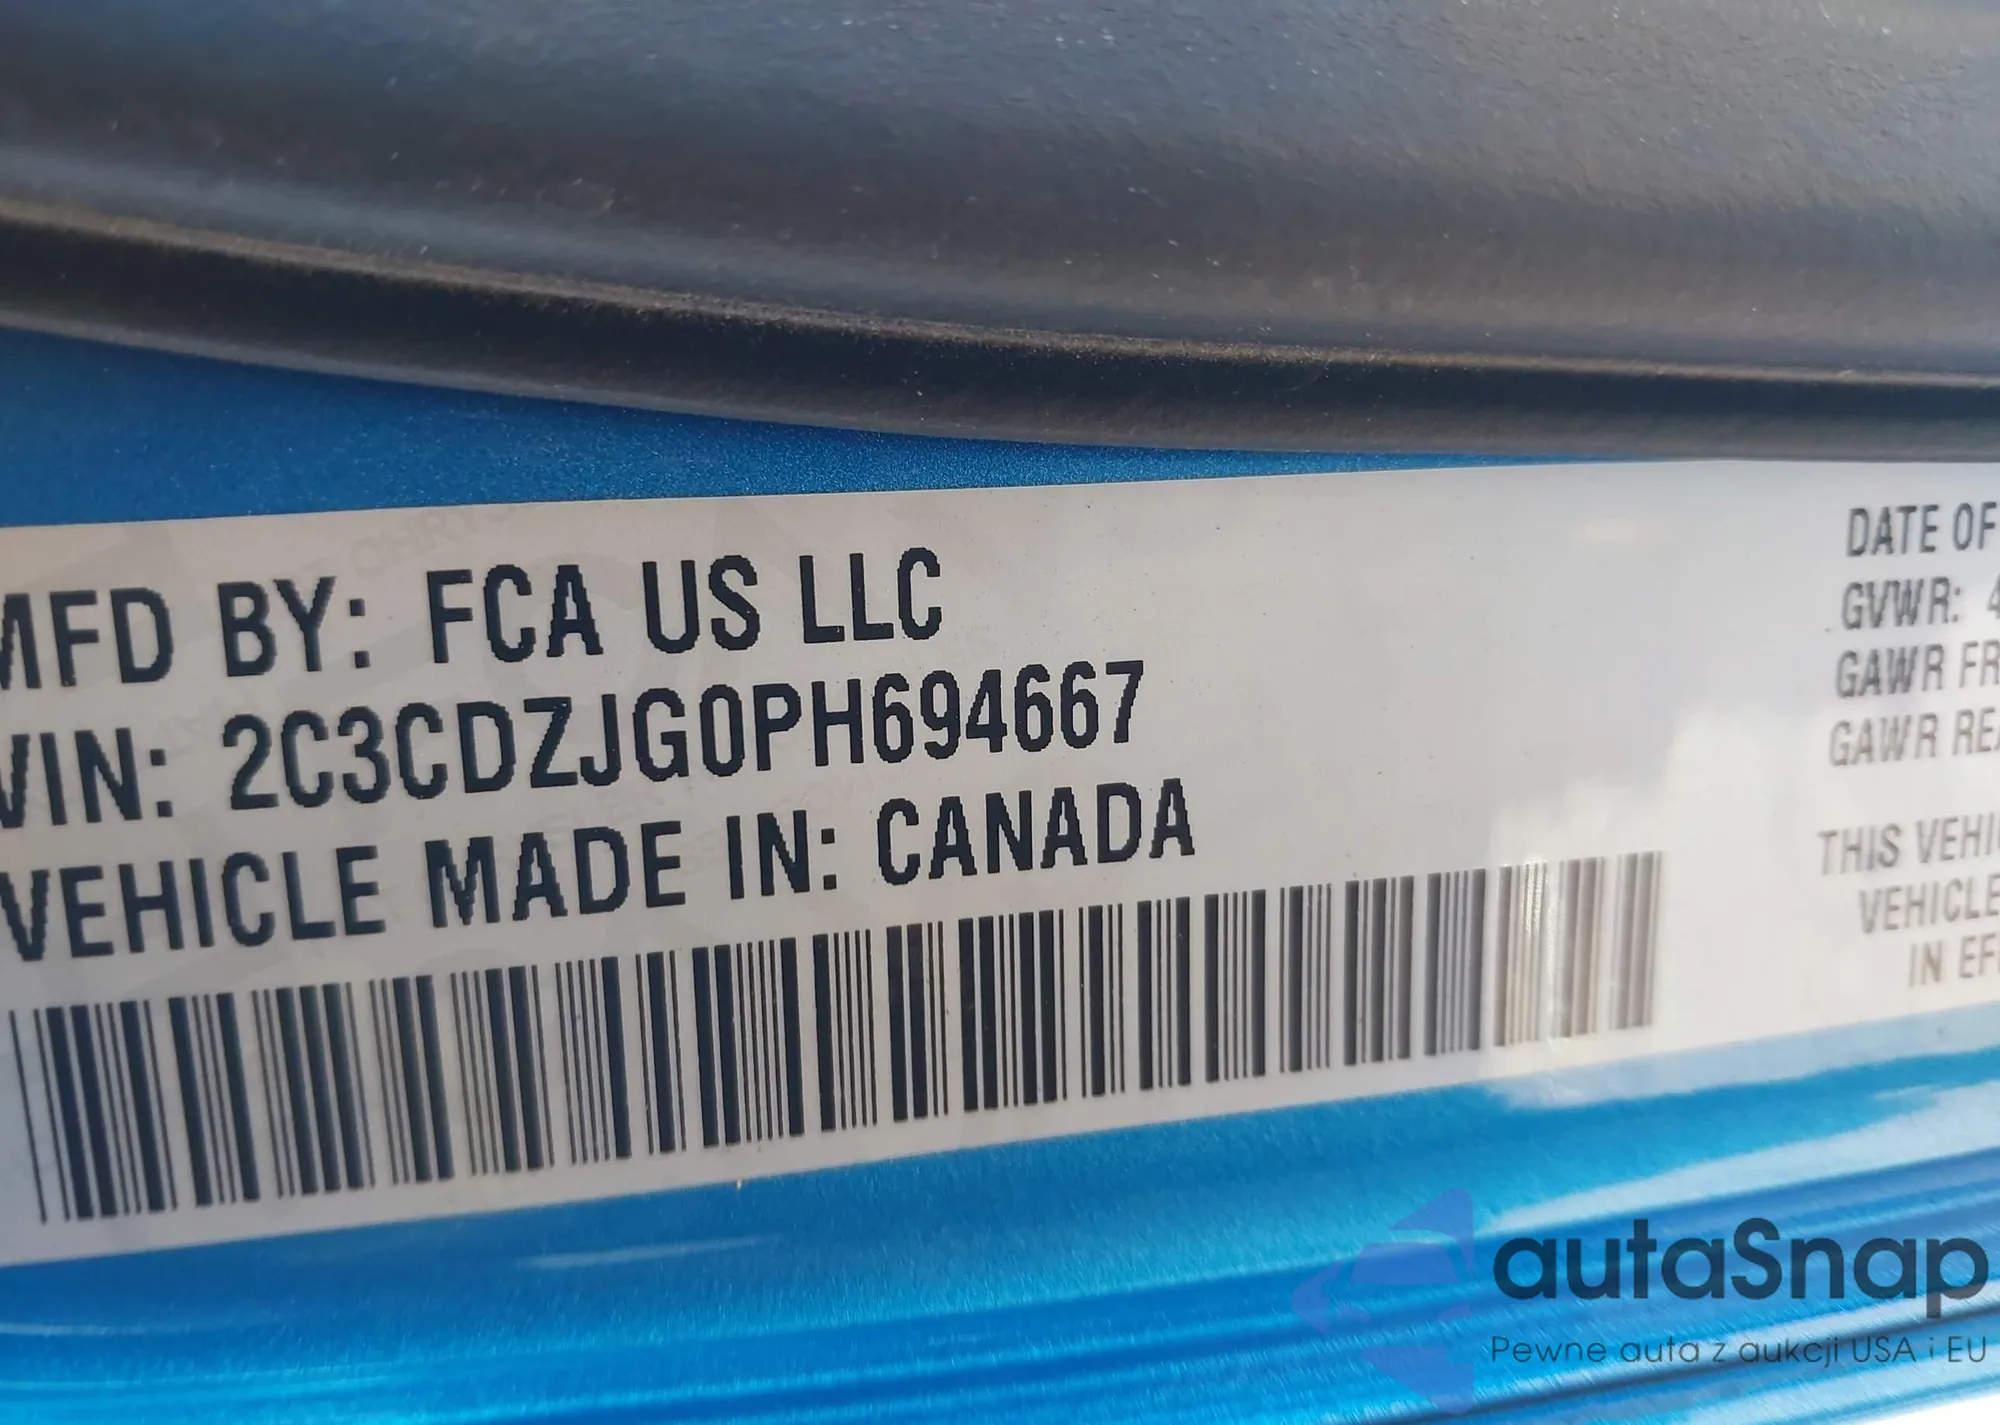 MFD BY: FCA US LLC
VIN: 2C3CDZJG0PH694667
VEHICLE MADE IN: CANADA
DATE OF
GVWR: 4
GAWR FR
GAWR REA
THIS VEHI
VEHICLE
IN EF
autaSnap
Pewne auta z aukcji USA i EU